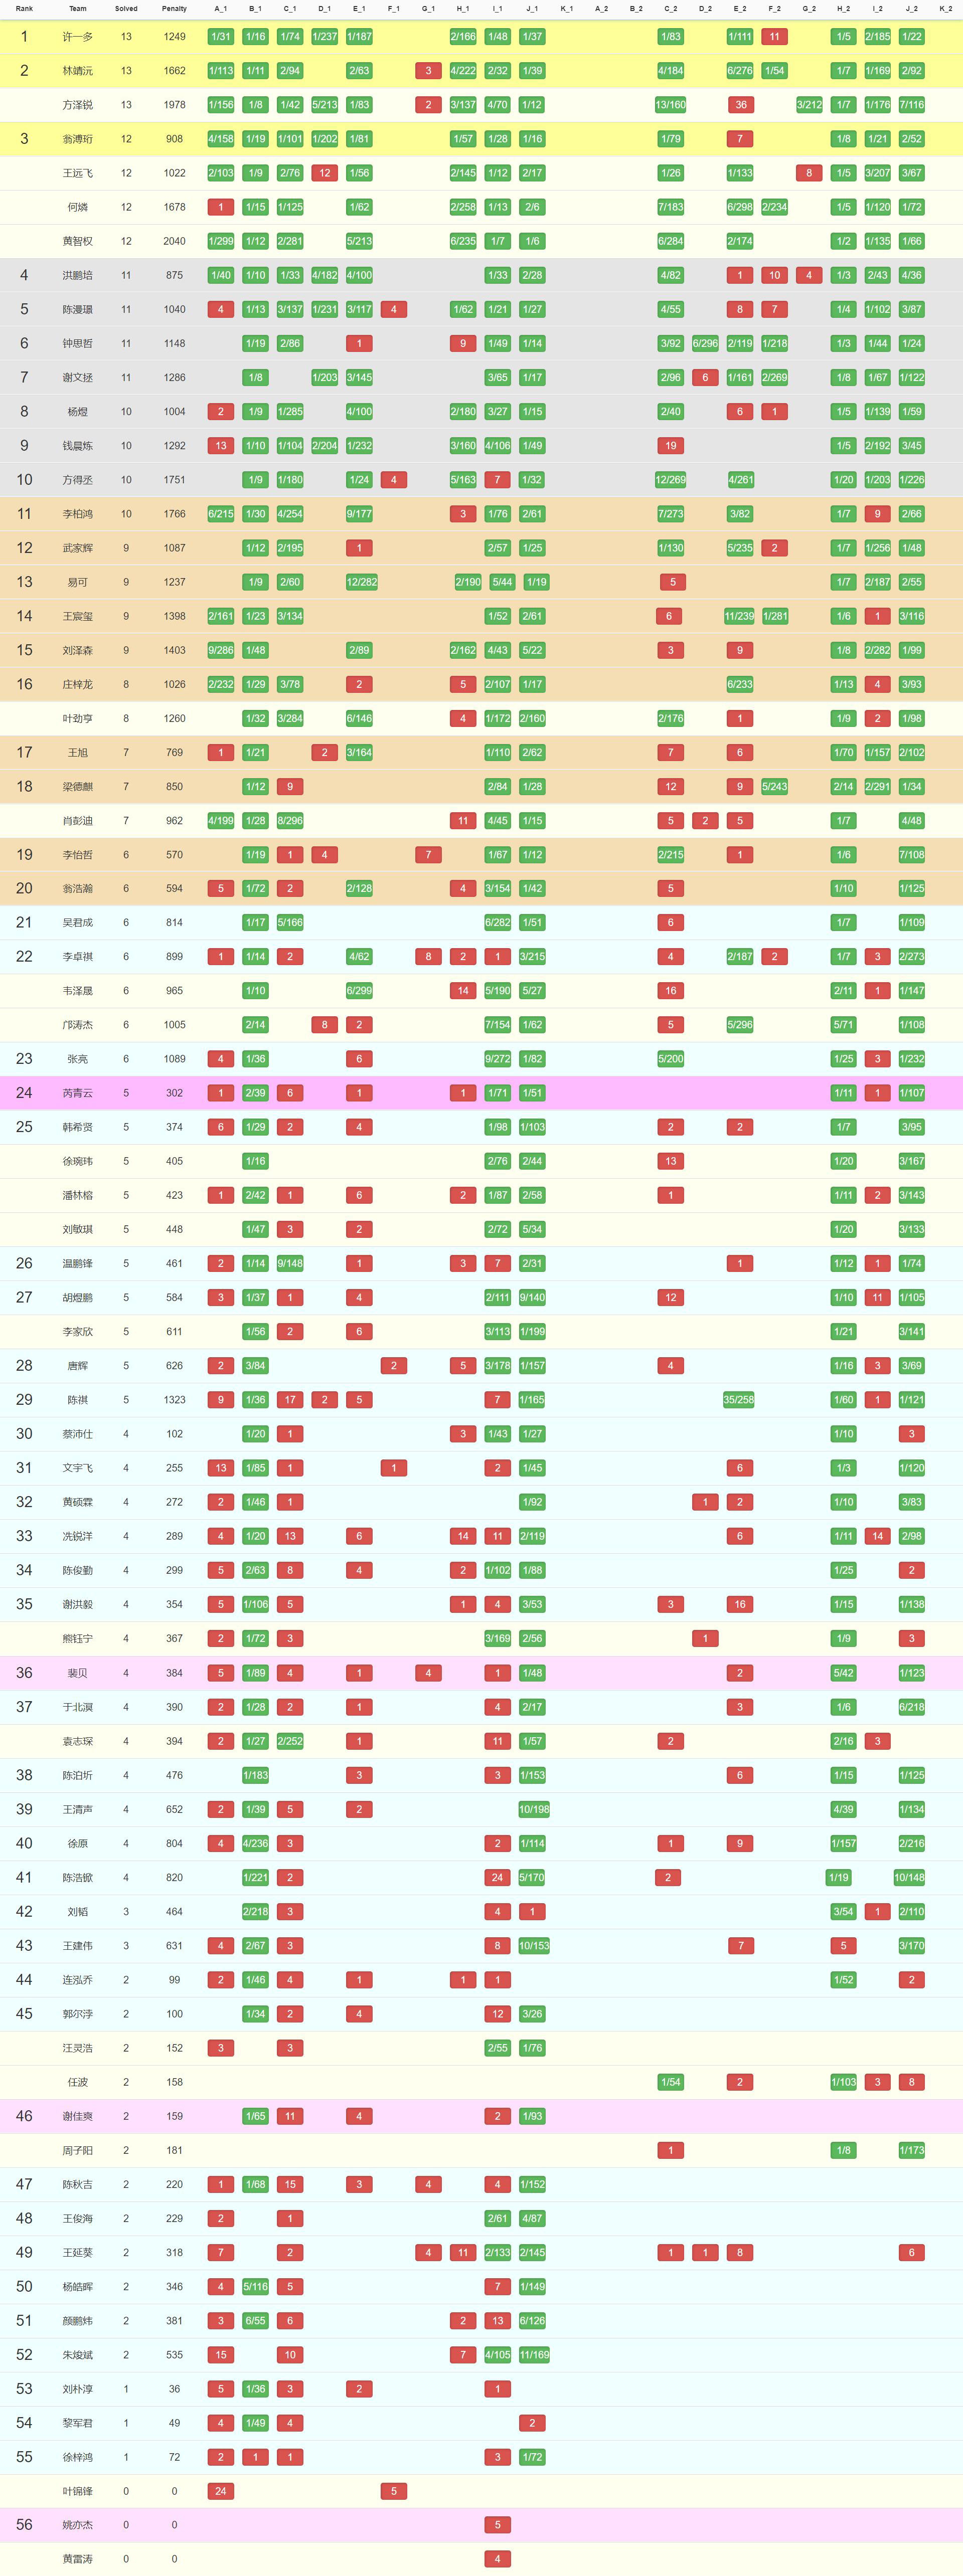 Rank Team Solved Penalty A_1 B_1 C_1 D_1 E_1 F_1 G_1 H_1 I_1 J_1 K_1 A_2 B_2 C_2 D_2 E_2 F_2 G_2 H_2 I_2 J_2 K_2
1 许一多 13 1249 1/31 1/16 1/74 1/237 1/187 2/166 1/48 1/37 1/83 1/111 11 1/5 2/185 1/22
2 林靖沅 13 1662 1/113 1/11 2/94 2/63 3 4/222 2/32 1/39 4/184 6/276 1/54 1/7 1/169 2/92
方泽锐 13 1978 1/156 1/8 1/42 5/213 1/83 2 3/137 4/70 1/12 13/160 36 3/212 1/7 1/176 7/116
3 翁溥珩 12 908 4/158 1/19 1/101 1/202 1/81 1/57 1/28 1/16 1/79 7 1/8 1/21 2/52
王远飞 12 1022 2/103 1/9 2/76 12 1/56 2/145 1/12 2/17 1/26 1/133 8 1/5 3/207 3/67
何燐 12 1678 1 1/15 1/125 1/62 2/258 1/13 2/6 7/183 6/298 2/234 1/5 1/120 1/72
黄智权 12 2040 1/299 1/12 2/281 5/213 6/235 1/7 1/6 6/284 2/174 1/2 1/135 1/66
4 洪鹏培 11 875 1/40 1/10 1/33 4/182 4/100 1/33 2/28 4/82 1 10 4 1/3 2/43 4/36
5 陈漫璟 11 1040 4 1/13 3/137 1/231 3/117 4 1/62 1/21 1/27 4/55 8 7 1/4 1/102 3/87
6 钟思哲 11 1148 1/19 2/86 1 9 1/49 1/14 3/92 6/296 2/119 1/218 1/3 1/44 1/24
7 谢文拯 11 1286 1/8 1/203 3/145 3/65 1/17 2/96 6 1/161 2/269 1/8 1/67 1/122
8 杨煜 10 1004 2 1/9 1/285 4/100 2/180 3/27 1/15 2/40 6 1 1/5 1/139 1/59
9 钱晨炼 10 1292 13 1/10 1/104 2/204 1/232 3/160 4/106 1/49 19 1/5 2/192 3/45
10 方得丞 10 1751 1/9 1/180 1/24 4 5/163 7 1/32 12/269 4/261 1/20 1/203 1/226
11 李柏鸿 10 1766 6/215 1/30 4/254 9/177 3 1/76 2/61 7/273 3/82 1/7 9 2/66
12 武家辉 9 1087 1/12 2/195 1 2/57 1/25 1/130 5/235 2 1/7 1/256 1/48
13 易可 9 1237 1/9 2/60 12/282 2/190 5/44 1/19 5 1/7 2/187 2/55
14 王宸玺 9 1398 2/161 1/23 3/134 1/52 2/61 6 11/239 1/281 1/6 1 3/116
15 刘泽森 9 1403 9/286 1/48 2/89 2/162 4/43 5/22 3 9 1/8 2/282 1/99
16 庄梓龙 8 1026 2/232 1/29 3/78 2 5 2/107 1/17 6/233 1/13 4 3/93
叶劲亨 8 1260 1/32 3/284 6/146 4 1/172 2/160 2/176 1 1/9 2 1/98
17 王旭 7 769 1 1/21 2 3/164 1/110 2/62 7 6 1/70 1/157 2/102
18 梁德麒 7 850 1/12 9 2/84 1/28 12 9 5/243 2/14 2/291 1/34
肖彭迪 7 962 4/199 1/28 8/296 11 4/45 1/15 5 2 5 1/7 4/48
19 李怡哲 6 570 1/19 1 4 7 1/67 1/12 2/215 1 1/6 7/108
20 翁浩瀚 6 594 5 1/72 2 2/128 4 3/154 1/42 5 1/10 1/125
21 吴君成 6 814 1/17 5/166 6/282 1/51 6 1/7 1/109
22 李卓祺 6 899 1 1/14 2 4/62 8 2 1 3/215 4 2/187 2 1/7 3 2/273
韦泽晟 6 965 1/10 6/299 14 5/190 5/27 16 2/11 1 1/147
邝涛杰 6 1005 2/14 8 2 7/154 1/62 5 5/296 5/71 1/108
23 张亮 6 1089 4 1/36 6 9/272 1/82 5/200 1/25 3 1/232
24 芮青云 5 302 1 2/39 6 1 1 1/71 1/51 1/11 1 1/107
25 韩希贤 5 374 6 1/29 2 4 1/98 1/103 2 2 1/7 3/95
徐琬玮 5 405 1/16 2/76 2/44 13 1/20 3/167
潘林榕 5 423 1 2/42 1 6 2 1/87 2/58 1 1/11 2 3/143
刘敏琪 5 448 1/47 3 2 2/72 5/34 1/20 3/133
26 温鹏锋 5 461 2 1/14 9/148 1 3 7 2/31 1 1/12 1 1/74
27 胡煜鹏 5 584 3 1/37 1 4 2/111 9/140 12 1/10 11 1/105
李家欣 5 611 1/56 2 6 3/113 1/199 1/21 3/141
28 唐辉 5 626 2 3/84 2 5 3/178 1/157 4 1/16 3 3/69
29 陈祺 5 1323 9 1/36 17 2 5 7 1/165 35/258 1/60 1 1/121
30 蔡沛仕 4 102 1/20 1 3 1/43 1/27 1/10 3
31 文宇飞 4 255 13 1/85 1 1 2 1/45 6 1/3 1/120
32 黄硕霖 4 272 2 1/46 1 1/92 1 2 1/10 3/83
33 冼锐洋 4 289 4 1/20 13 6 14 11 2/119 6 1/11 14 2/98
34 陈俊勤 4 299 5 2/63 8 4 2 1/102 1/88 1/25 2
35 谢洪毅 4 354 5 1/106 5 1 4 3/53 3 16 1/15 1/138
熊钰宁 4 367 2 1/72 3 3/169 2/56 1 1/9 3
36 裴贝 4 384 5 1/89 4 1 4 1 1/48 2 5/42 1/123
37 于北溟 4 390 2 1/28 2 1 4 2/17 3 1/6 6/218
袁志琛 4 394 2 1/27 2/252 1 11 1/57 2 2/16 3
38 陈泊圻 4 476 1/183 3 3 1/153 6 1/15 1/125
39 王清声 4 652 2 1/39 5 2 10/198 4/39 1/134
40 徐原 4 804 4 4/236 3 2 1/114 1 9 1/157 2/216
41 陈浩锨 4 820 1/221 2 24 5/170 2 1/19 10/148
42 刘韬 3 464 2/218 3 4 1 3/54 1 2/110
43 王建伟 3 631 4 2/67 3 8 10/153 7 5 3/170
44 连泓乔 2 99 2 1/46 4 1 1 1 1/52 2
45 郭尔浡 2 100 1/34 2 4 12 3/26
汪灵浩 2 152 3 3 2/55 1/76
任波 2 158 1/54 2 1/103 3 8
46 谢佳爽 2 159 1/65 11 4 2 1/93
周子阳 2 181 1 1/8 1/173
47 陈秋吉 2 220 1 1/68 15 3 4 4 1/152
48 王俊海 2 229 2 1 2/61 4/87
49 王延葵 2 318 7 2 4 11 2/133 2/145 1 1 8 6
50 杨皓晖 2 346 4 5/116 5 7 1/149
51 颜鹏炜 2 381 3 6/55 6 2 13 6/126
52 朱焌斌 2 535 15 10 7 4/105 11/169
53 刘朴淳 1 36 5 1/36 3 2 1
54 黎军君 1 49 4 1/49 4 2
55 徐梓鸿 1 72 2 1 1 3 1/72
叶锦锋 0 0 24 5
56 姚亦杰 0 0 5
黄雷涛 0 0 4